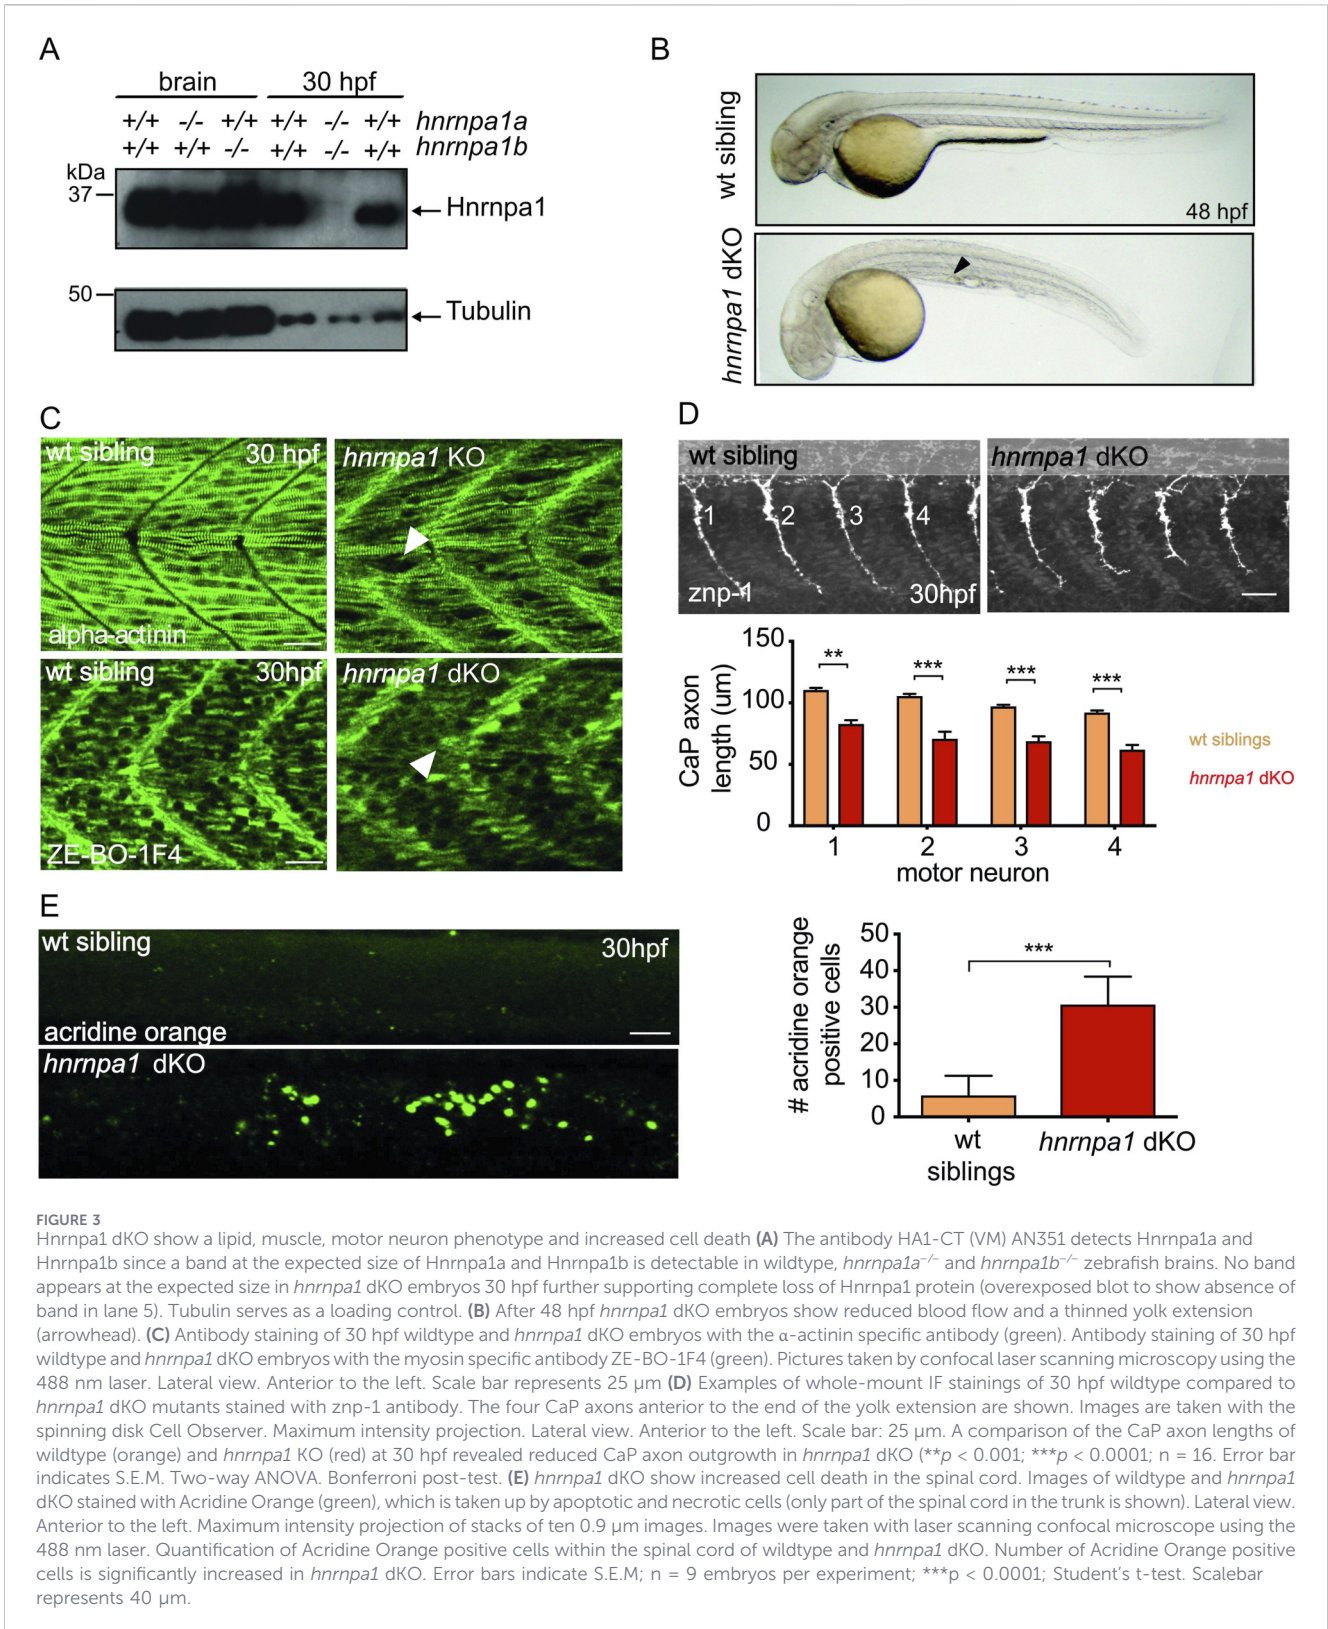 A
brain 30 hpf
+/+ -/- +/+ +/+ -/- +/+ hnrnpa1a
+/+ +/+ -/- +/+ -/- +/+ hnrnpa1b
kDa
37
Hnrnpa1
50
Tubulin
B
wt sibling
48 hpf
hnrnpa1 dKO
C
wt sibling 30 hpf
hnrnpa1 KO
alpha-actinin
wt sibling 30hpf
hnrnpa1 dKO
ZE-BO-1F4
D
wt sibling
hnrnpa1 dKO
1 2 3 4
znp-1 30hpf
150
100
50
0
CaP axon
length (um)
** *** *** ***
1 2 3 4
motor neuron
wt siblings
hnrnpa1 dKO
E
wt sibling 30hpf
acridine orange
hnrnpa1 dKO
# acridine orange
positive cells
50
40
30
20
10
0
***
wt
siblings
hnrnpa1 dKO
FIGURE 3
Hnrnpa1 dKO show a lipid, muscle, motor neuron phenotype and increased cell death (A) The antibody HA1-CT (VM) AN351 detects Hnrnpa1a and
Hnrnpa1b since a band at the expected size of Hnrnpa1a and Hnrnpa1b is detectable in wildtype, hnrnpa1a−/− and hnrnpa1b−/− zebrafish brains. No band
appears at the expected size in hnrnpa1 dKO embryos 30 hpf further supporting complete loss of Hnrnpa1 protein (overexposed blot to show absence of
band in lane 5). Tubulin serves as a loading control. (B) After 48 hpf hnrnpa1 dKO embryos show reduced blood flow and a thinned yolk extension
(arrowhead). (C) Antibody staining of 30 hpf wildtype and hnrnpa1 dKO embryos with the α-actinin specific antibody (green). Antibody staining of 30 hpf
wildtype and hnrnpa1 dKO embryos with the myosin specific antibody ZE-BO-1F4 (green). Pictures taken by confocal laser scanning microscopy using the
488 nm laser. Lateral view. Anterior to the left. Scale bar represents 25 μm (D) Examples of whole-mount IF stainings of 30 hpf wildtype compared to
hnrnpa1 dKO mutants stained with znp-1 antibody. The four CaP axons anterior to the end of the yolk extension are shown. Images are taken with the
spinning disk Cell Observer. Maximum intensity projection. Lateral view. Anterior to the left. Scale bar: 25 μm. A comparison of the CaP axon lengths of
wildtype (orange) and hnrnpa1 KO (red) at 30 hpf revealed reduced CaP axon outgrowth in hnrnpa1 dKO (**p < 0.001; ***p < 0.0001; n = 16. Error bar
indicates S.E.M. Two-way ANOVA. Bonferroni post-test. (E) hnrnpa1 dKO show increased cell death in the spinal cord. Images of wildtype and hnrnpa1
dKO stained with Acridine Orange (green), which is taken up by apoptotic and necrotic cells (only part of the spinal cord in the trunk is shown). Lateral view.
Anterior to the left. Maximum intensity projection of stacks of ten 0.9 μm images. Images were taken with laser scanning confocal microscope using the
488 nm laser. Quantification of Acridine Orange positive cells within the spinal cord of wildtype and hnrnpa1 dKO. Number of Acridine Orange positive
cells is significantly increased in hnrnpa1 dKO. Error bars indicate S.E.M; n = 9 embryos per experiment; ***p < 0.0001; Student's t-test. Scalebar
represents 40 μm.